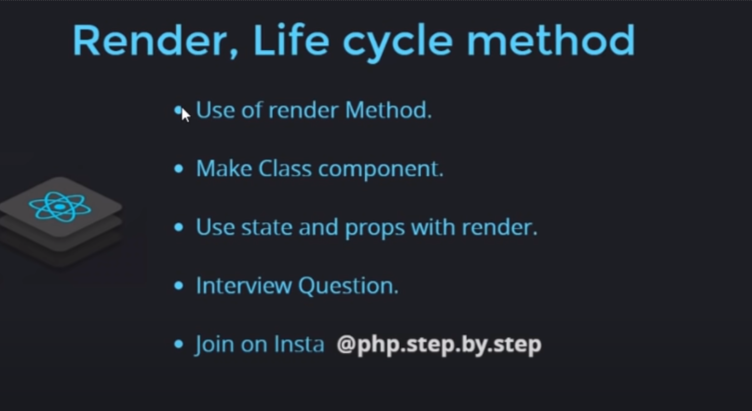 Render, Life cycle method
Use of render Method.
Make Class component.
Use state and props with render.
Interview Question.
Join on Insta @php.step.by.step